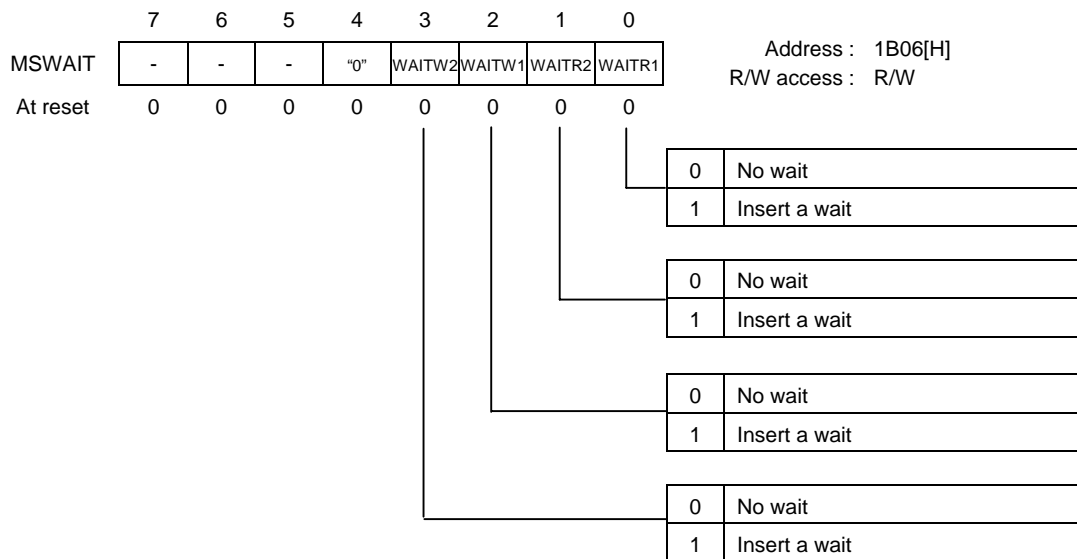 7 6 5 4 3 2 1 0
MSWAIT - - - “0” WAITW2 WAITW1 WAITR2 WAITR1
At reset 0 0 0 0 0 0 0 0
Address : 1B06[H]
R/W access : R/W
0 No wait
1 Insert a wait
0 No wait
1 Insert a wait
0 No wait
1 Insert a wait
0 No wait
1 Insert a wait